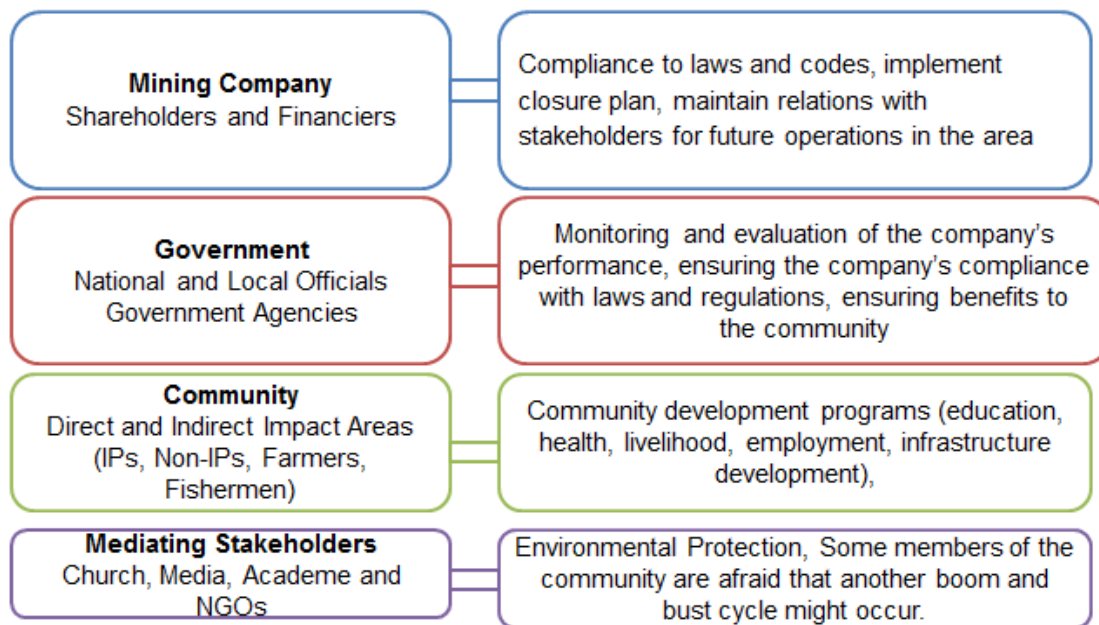 Mining Company
Shareholders and Financiers
Compliance to laws and codes, implement
closure plan, maintain relations with
stakeholders for future operations in the area
Government
National and Local Officials
Government Agencies
Monitoring and evaluation of the company's
performance, ensuring the company's compliance
with laws and regulations, ensuring benefits to
the community
Community
Direct and Indirect Impact Areas
(IPs, Non-IPs, Farmers,
Fishermen)
Community development programs (education,
health, livelihood, employment, infrastructure
development),
Mediating Stakeholders
Church, Media, Academe and
NGOs
Environmental Protection, Some members of the
community are afraid that another boom and
bust cycle might occur.